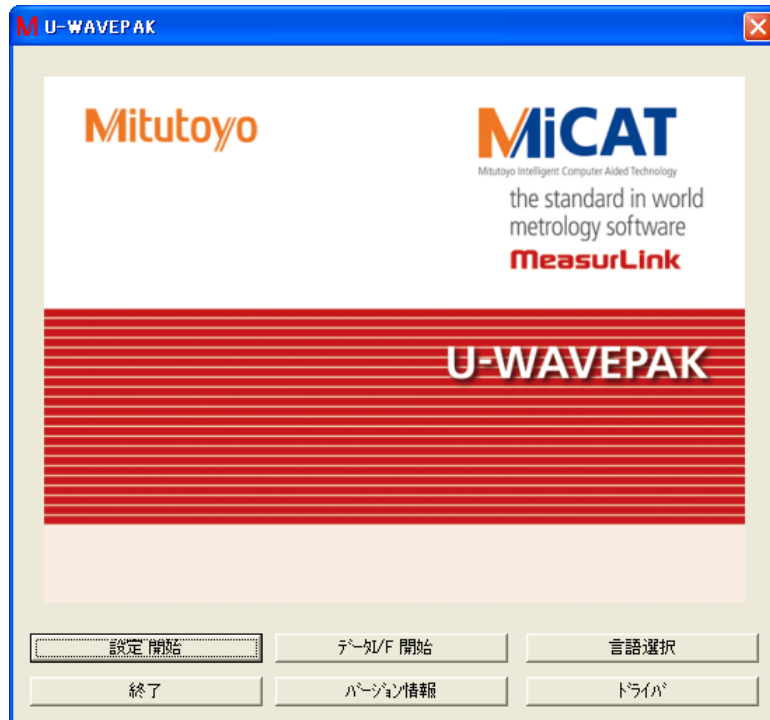 U-WAVEPAK
Mitutoyo
MiCAT
Mitutoyo Intelligent Computer Aided Technology
the standard in world
metrology software
MeasurLink
U-WAVEPAK
設定 開始
ﾃﾞｰﾀI/F 開始
言語選択
終了
ﾊﾞｰｼﾞｮﾝ情報
ﾄﾞﾗｲﾊﾞ